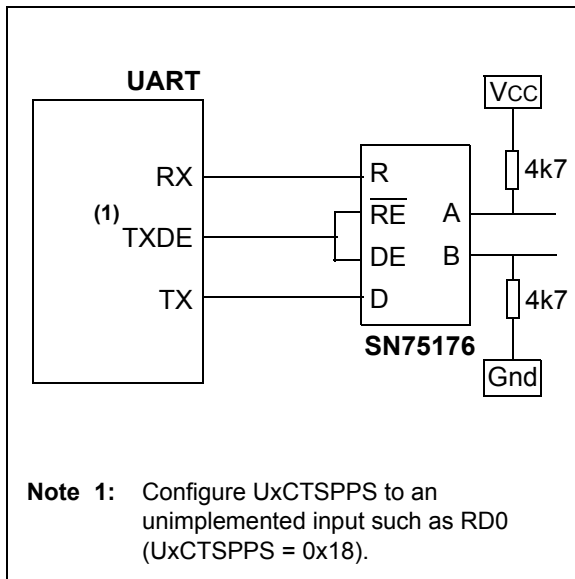 UART
VCC
RX
R
4k7
(1)
TXDE
RE
A
DE
B
TX
D
4k7
SN75176
Gnd
Note 1: Configure UxCTSPPS to an
unimplemented input such as RD0
(UxCTSPPS = 0x18).